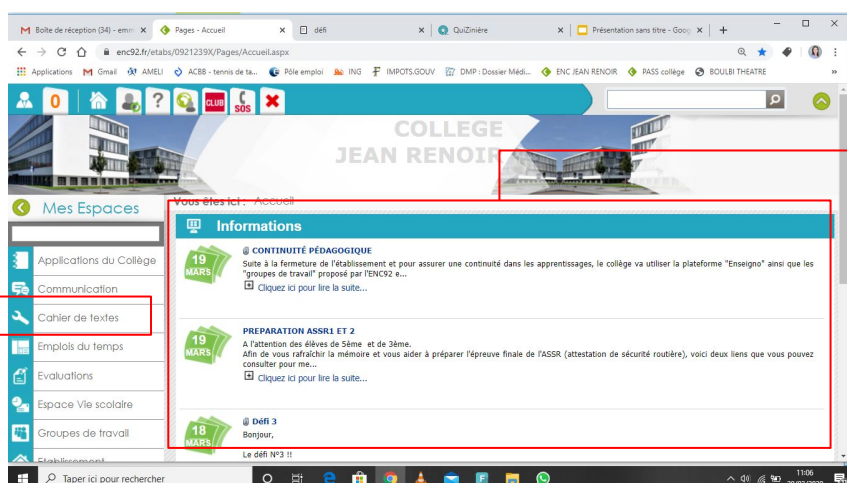 Boîte de réception (34) - emm
Pages - Accueil
défi
QuiZinière
Présentation sans titre - Goog
enc92.fr/etabs/0921239X/Pages/Accueil.aspx
Applications
Gmail
AMELI
ACBB - tennis de ta...
Pôle emploi
ING
IMPOTS.GOUV
DMP : Dossier Médi...
ENC JEAN RENOIR
PASS collège
BOULBI THEATRE
0
?
CLUB
SOS
COLLEGE
JEAN RENOIR
Mes Espaces
Vous êtes ici : Accueil
Applications du Collège
Communication
Cahier de textes
Emplois du temps
Evaluations
Espace Vie scolaire
Groupes de travail
Etablissement
Informations
19
MARS
CONTINUITÉ PÉDAGOGIQUE
Suite à la fermeture de l'établissement et pour assurer une continuité dans les apprentissages, le collège va utiliser la plateforme "Enseigno" ainsi que les
"groupes de travail" proposé par l'ENC92 e...
Cliquez ici pour lire la suite...
19
MARS
PREPARATION ASSR1 ET 2
A l'attention des élèves de 5ème et de 3ème.
Afin de vous rafraîchir la mémoire et vous aider à préparer l'épreuve finale de l'ASSR (attestation de sécurité routière), voici deux liens que vous pouvez
consulter pour me...
Cliquez ici pour lire la suite...
18
MARS
Défi 3
Bonjour,
Le défi N°3 !!
Taper ici pour rechercher
11:06